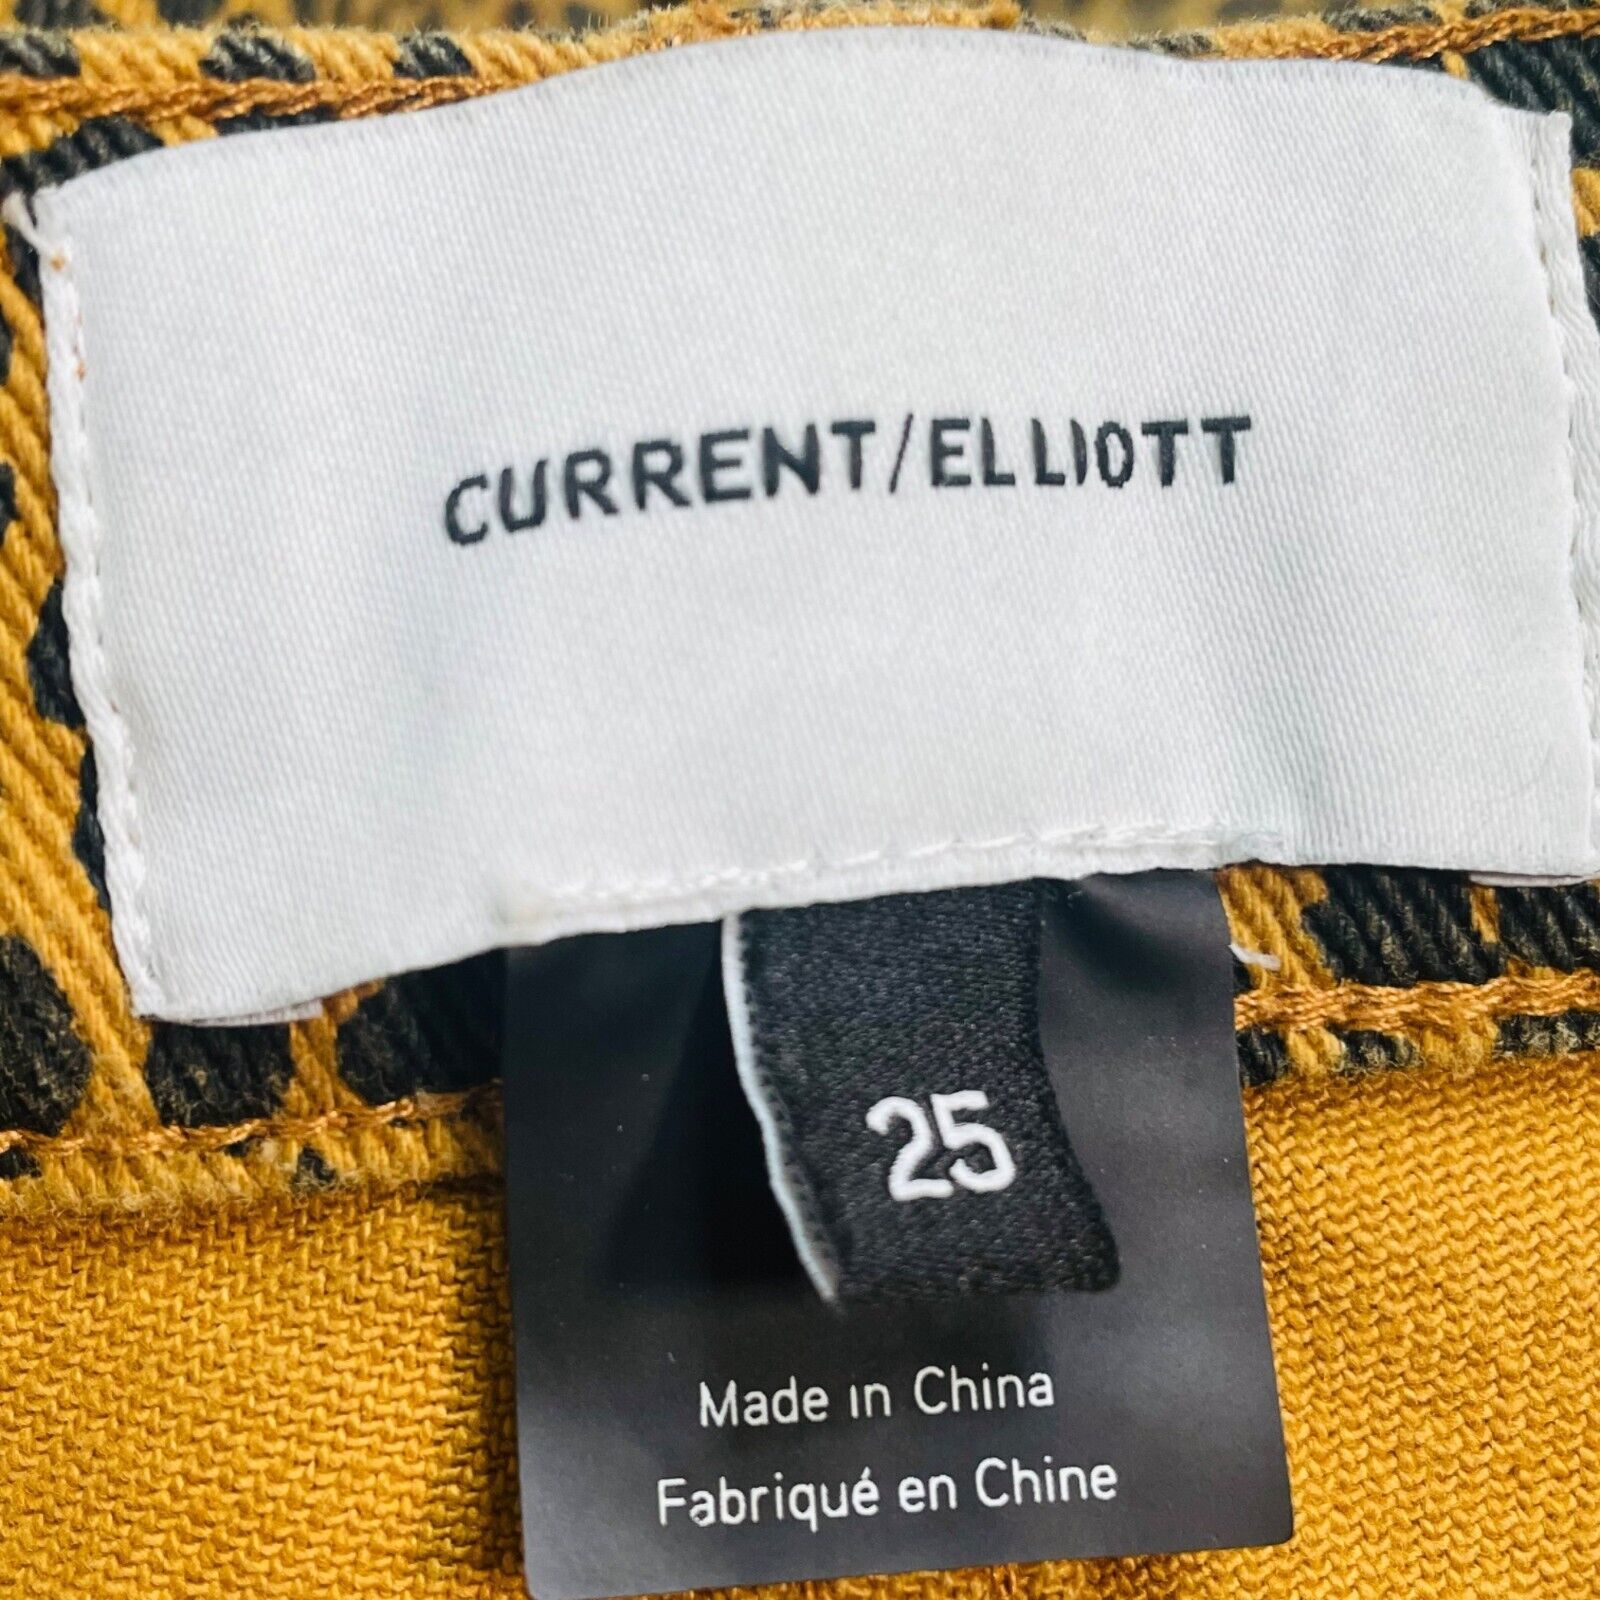 CURRENT/ELLIOTT
25
Made in China
Fabriqué en Chine